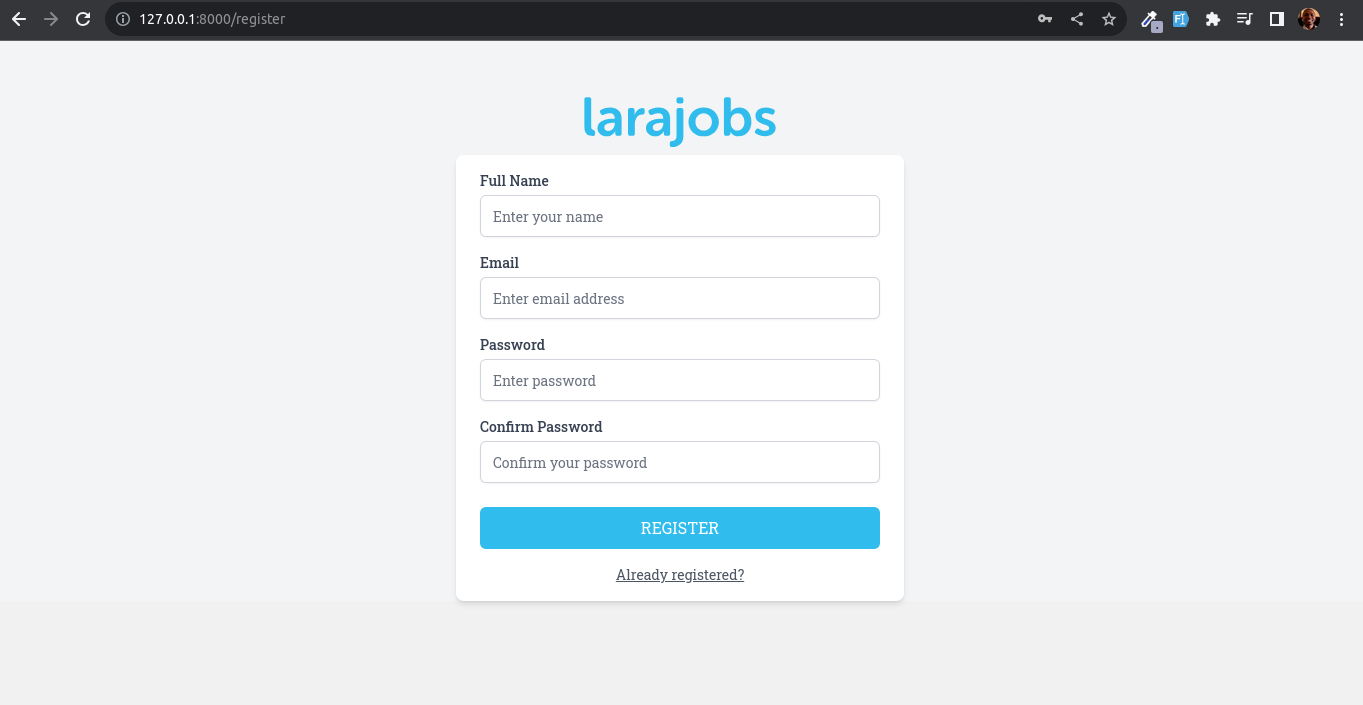 127.0.0.1:8000/register
larajobs
Full Name
Enter your name
Email
Enter email address
Password
Enter password
Confirm Password
Confirm your password
REGISTER
Already registered?